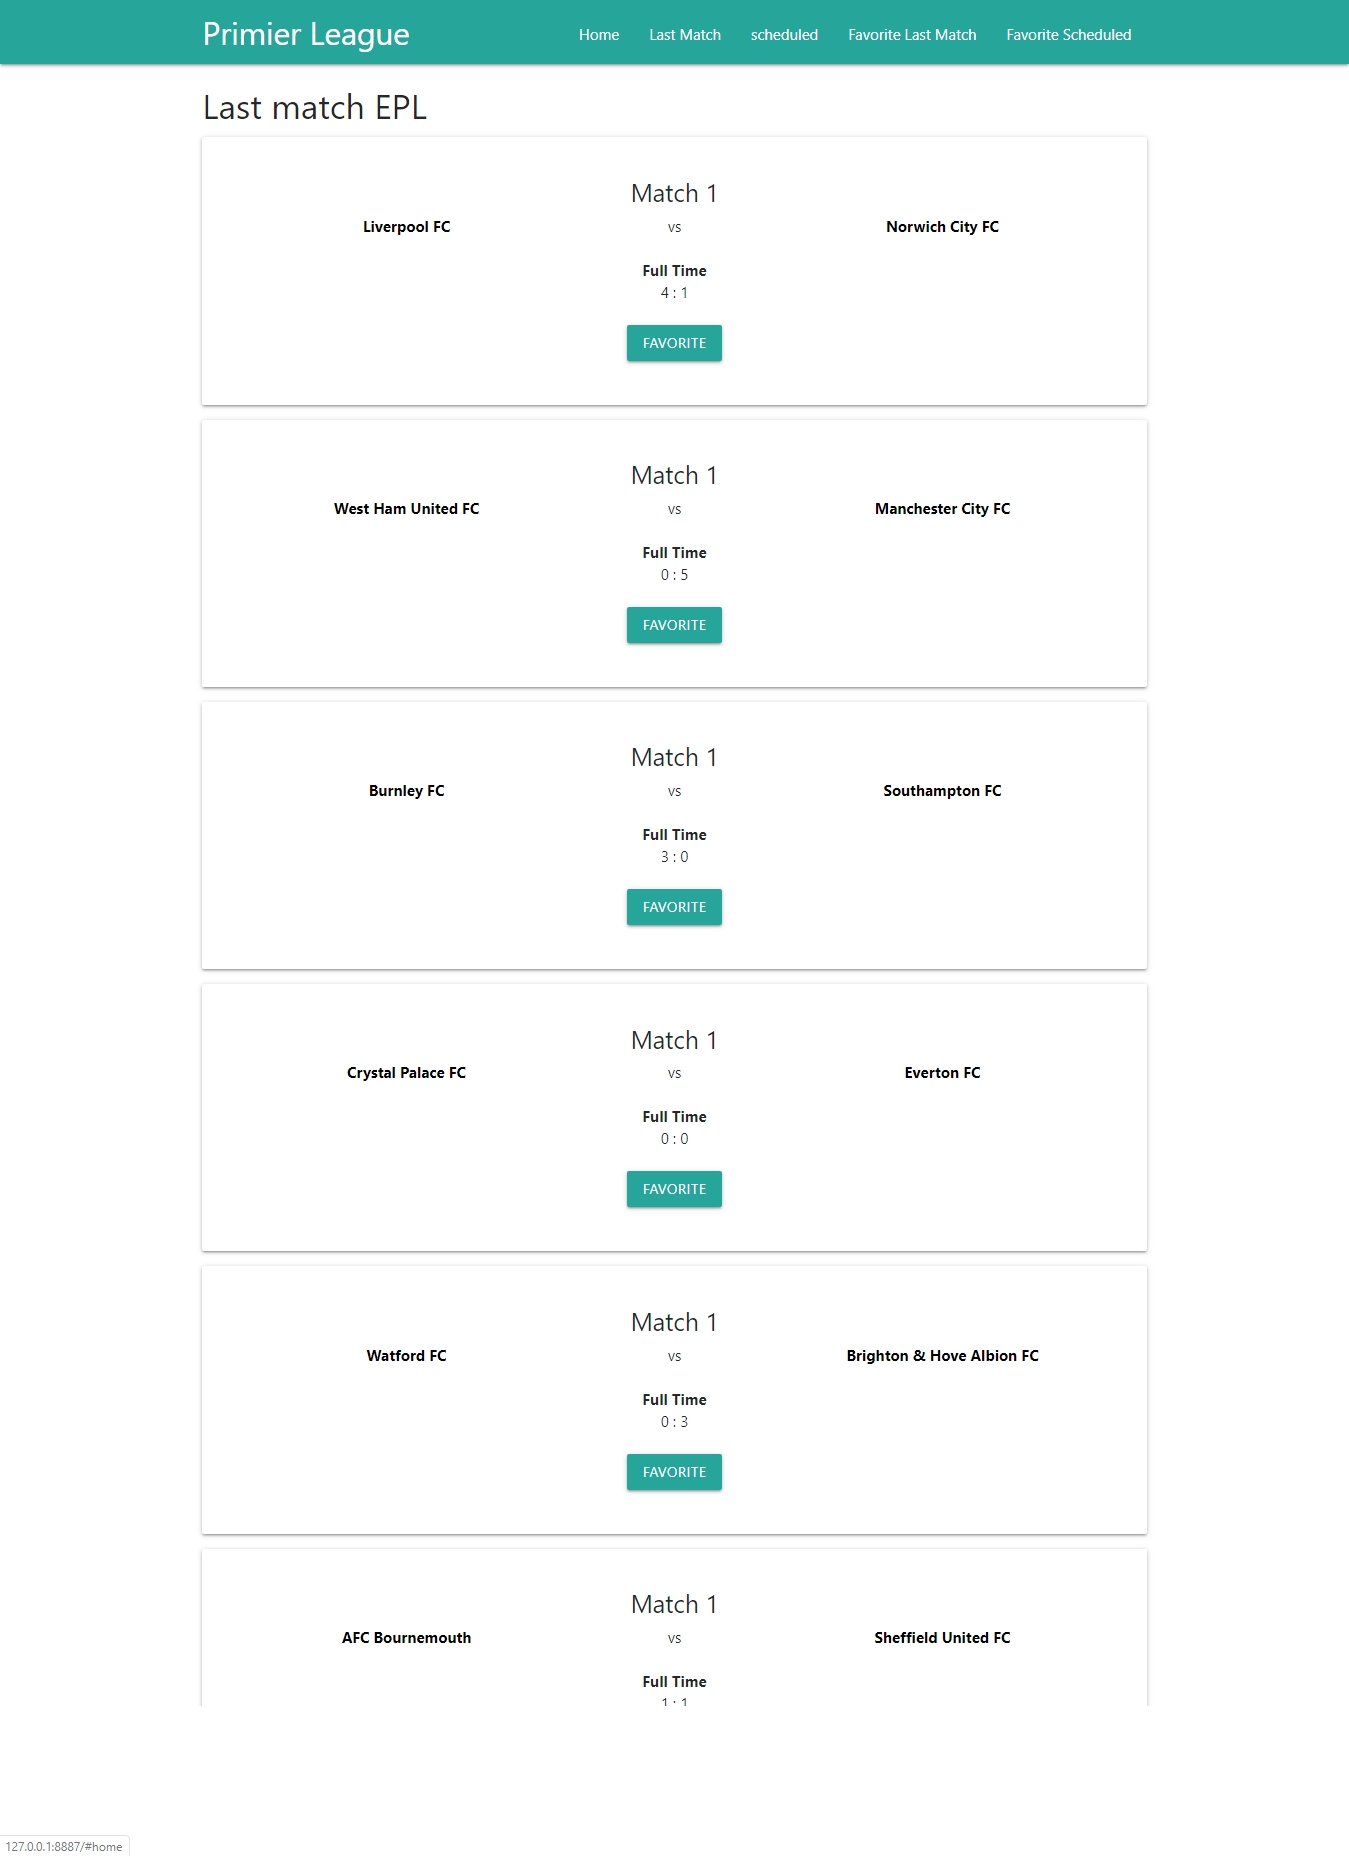 Primier League
Home Last Match scheduled Favorite Last Match Favorite Scheduled
Last match EPL
Match 1
Liverpool FC vs Norwich City FC
Full Time
4 : 1
FAVORITE
Match 1
West Ham United FC vs Manchester City FC
Full Time
0 : 5
FAVORITE
Match 1
Burnley FC vs Southampton FC
Full Time
3 : 0
FAVORITE
Match 1
Crystal Palace FC vs Everton FC
Full Time
0 : 0
FAVORITE
Match 1
Watford FC vs Brighton & Hove Albion FC
Full Time
0 : 3
FAVORITE
Match 1
AFC Bournemouth vs Sheffield United FC
Full Time
1 : 1
127.0.0.1:8887/#home